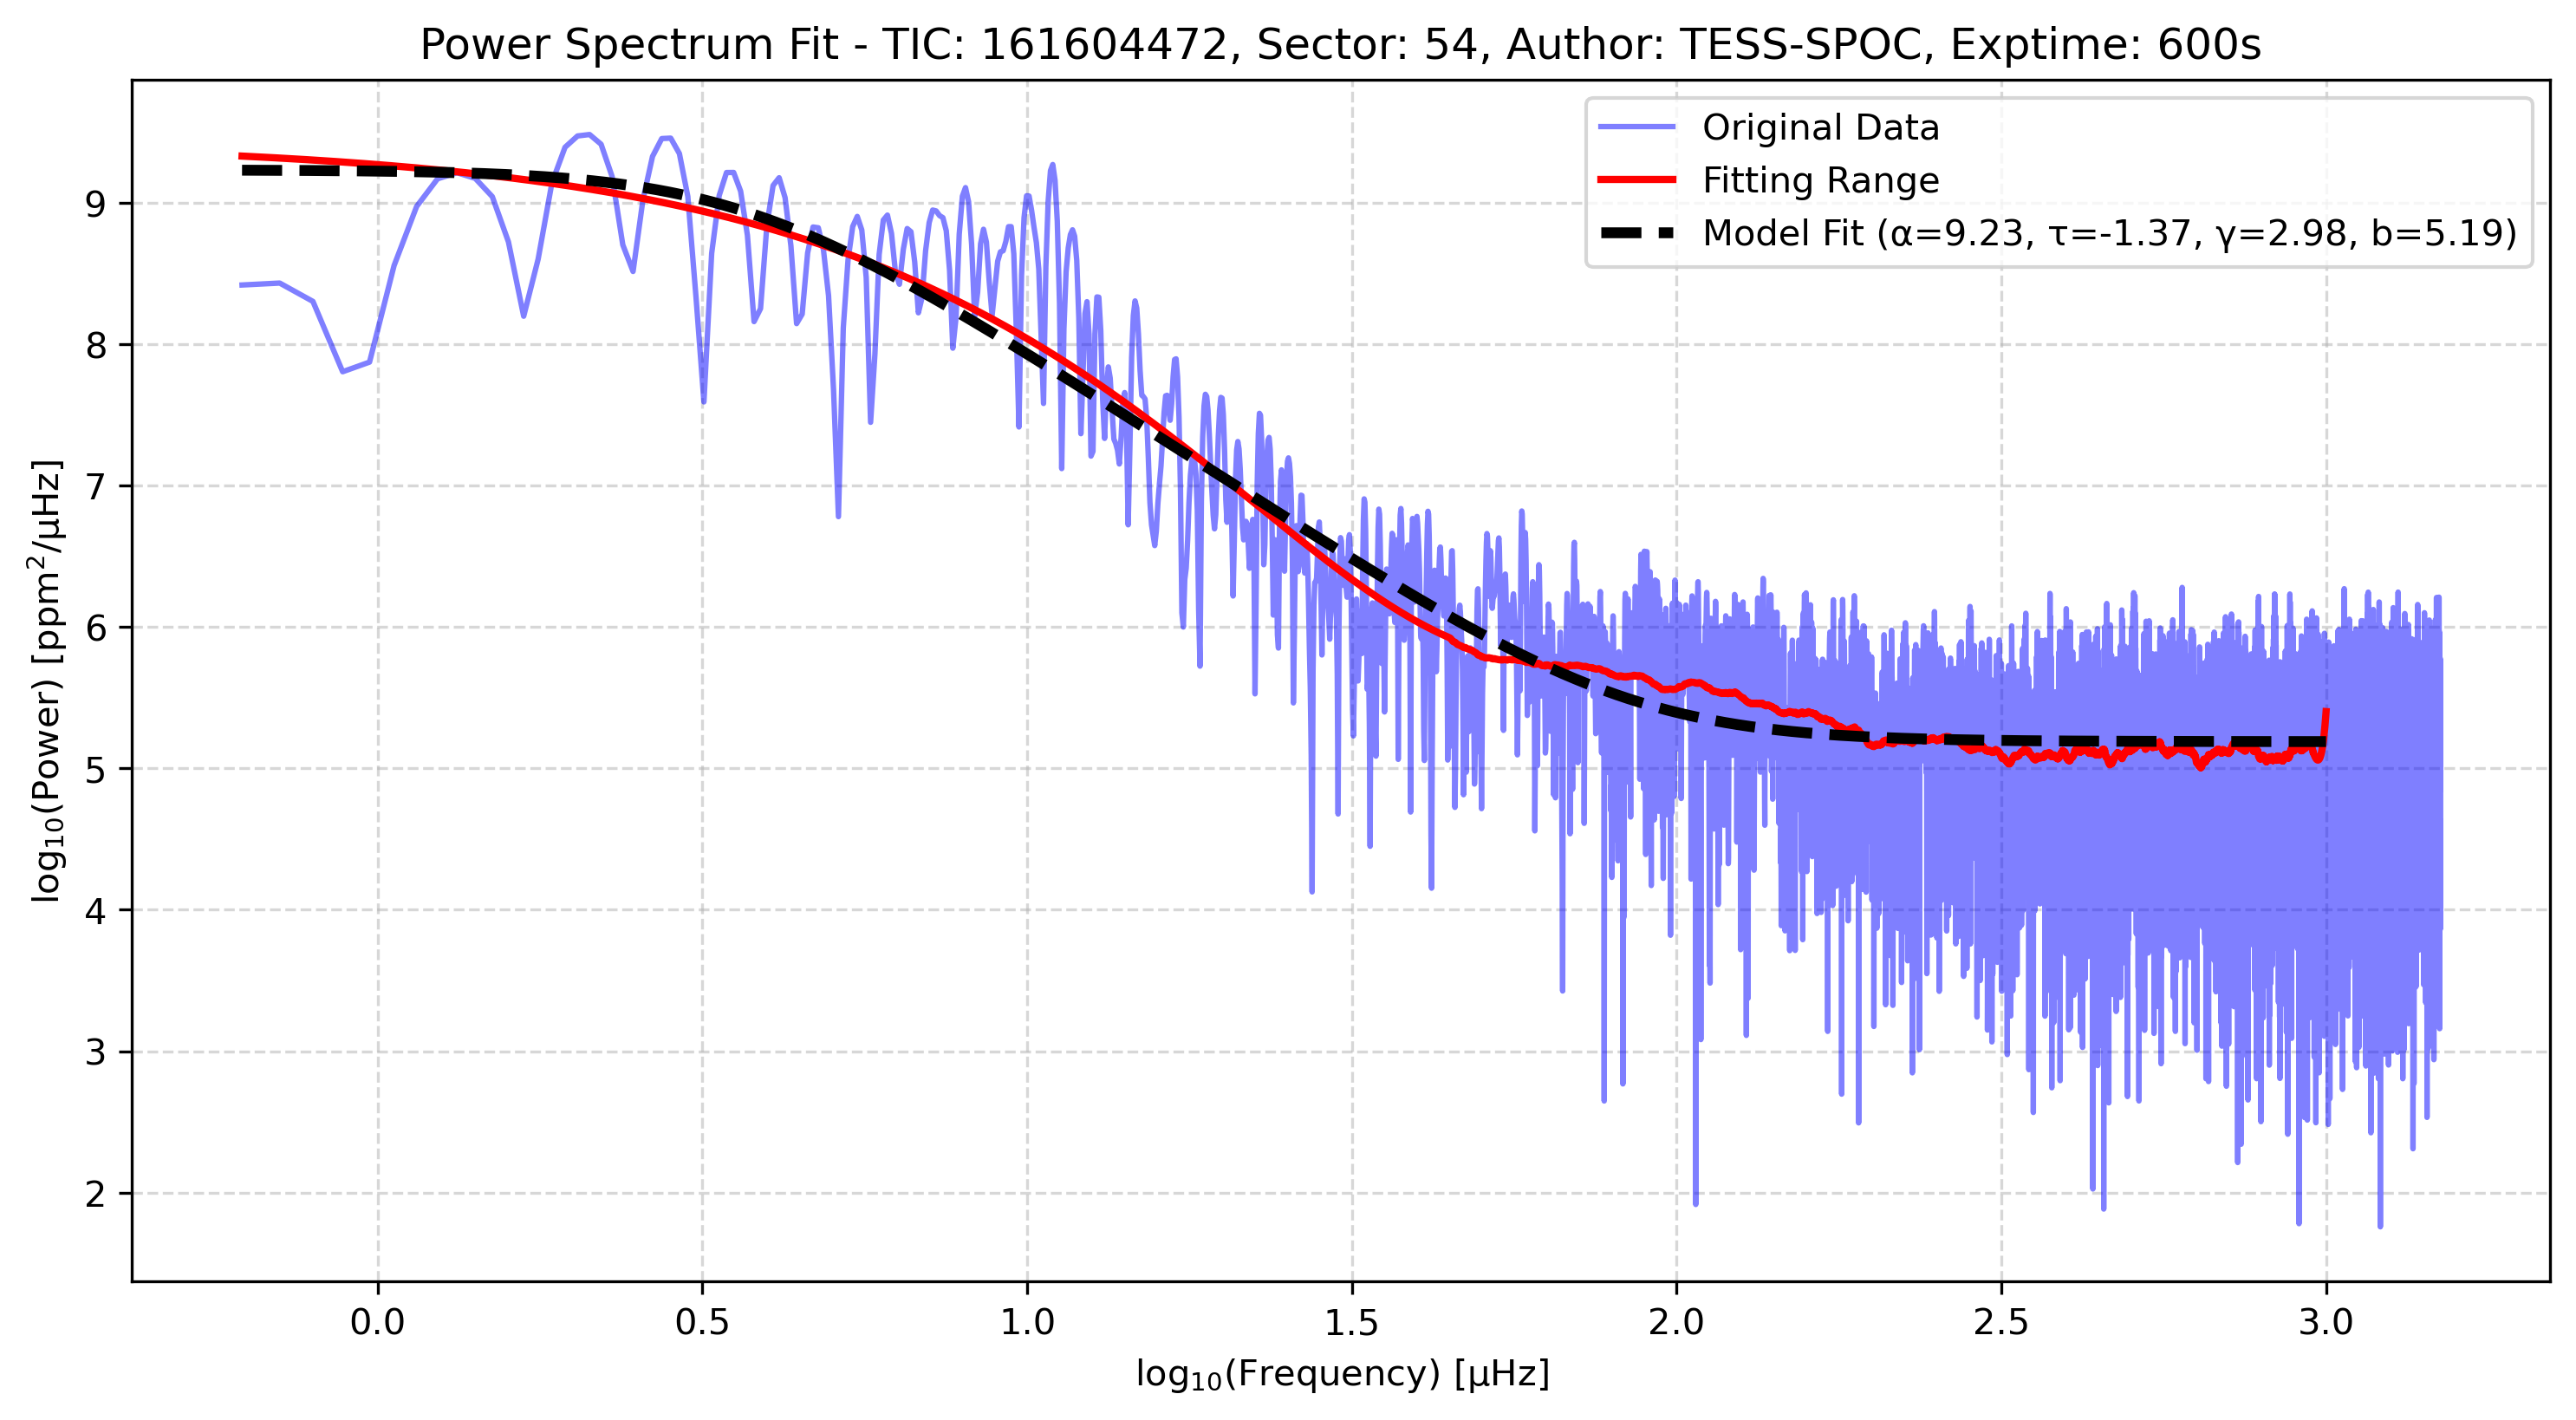 Power Spectrum Fit - TIC: 161604472, Sector: 54, Author: TESS-SPOC, Exptime: 600s
Original Data
Fitting Range
Model Fit (α=9.23, τ=-1.37, γ=2.98, b=5.19)
log₁₀(Power) [ppm²/μHz]
9
8
7
6
5
4
3
2
0.0 0.5 1.0 1.5 2.0 2.5 3.0
log₁₀(Frequency) [μHz]